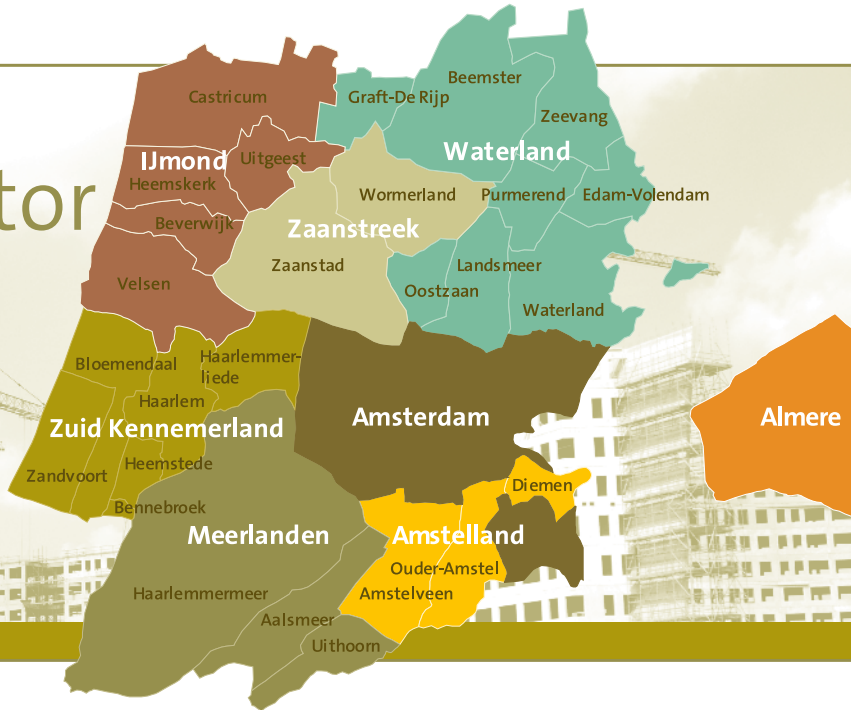 Castricum
Graft-De Rijp
Beemster
Zeevang
IJmond
Uitgeest
Waterland
Heemskerk
Wormerland
Purmerend
Edam-Volendam
tor
Beverwijk
Zaanstreek
Zaanstad
Landsmeer
Velsen
Oostzaan
Waterland
Bloemendaal
Haarlemmer-
liede
Haarlem
Amsterdam
Almere
Zuid Kennemerland
Heemstede
Zandvoort
Diemen
Bennebroek
Meerlanden
Amstelland
Ouder-Amstel
Haarlemmermeer
Amstelveen
Aalsmeer
Uithoorn